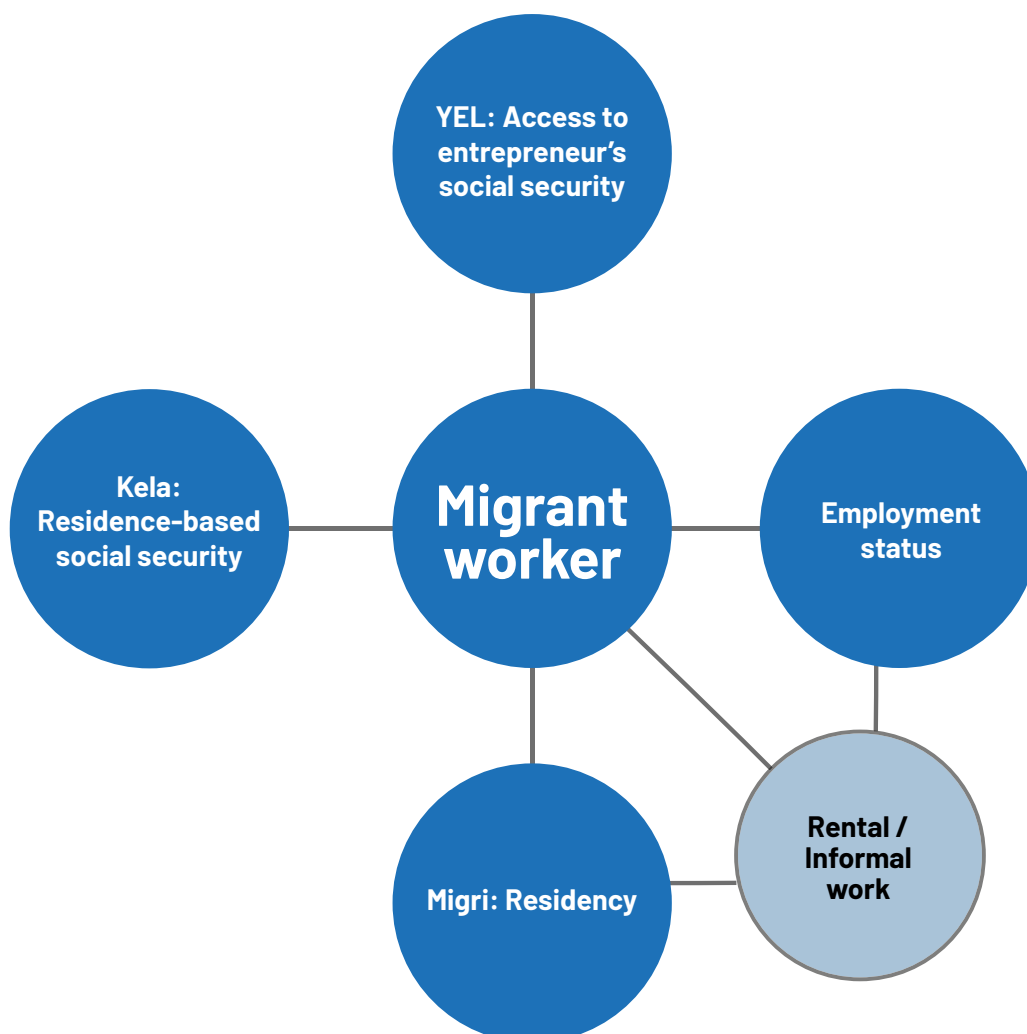 YEL: Access to
entrepreneur’s
social security
Kela:
Residence-based
social security
Migrant
worker
Employment
status
Rental /
Informal
work
Migri: Residency